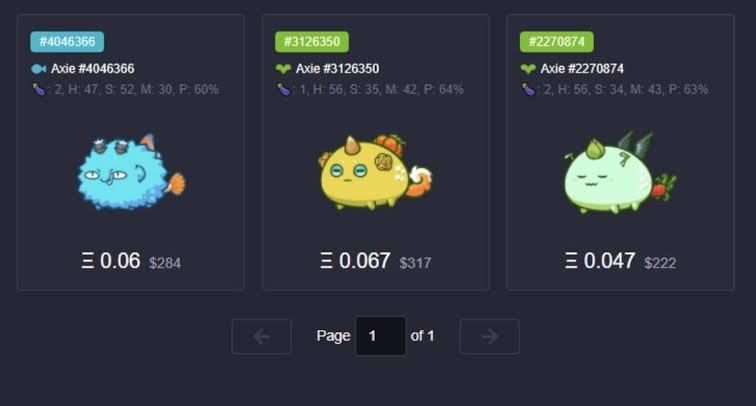 #4046366
Axie #4046366
🍆: 2, H: 47, S: 52, M: 30, P: 60%
Ξ 0.06 $284
#3126350
Axie #3126350
🍆: 1, H: 56, S: 35, M: 42, P: 64%
Ξ 0.067 $317
#2270874
Axie #2270874
🍆: 2, H: 56, S: 34, M: 43, P: 63%
Ξ 0.047 $222
Page 1 of 1